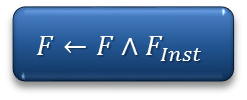 F ← F ∧ F_Inst